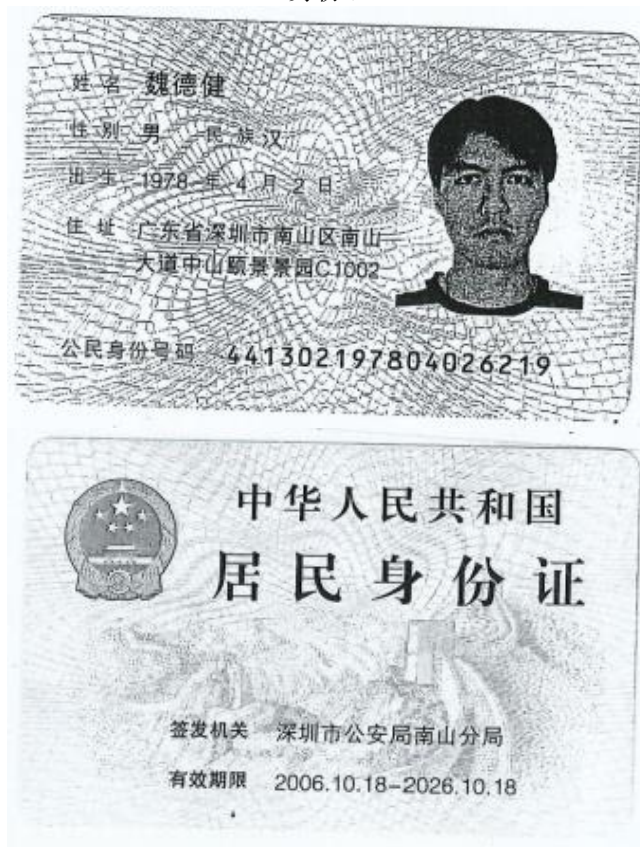 姓 名 魏德健
性 别 男 民 族 汉
出 生 1978 年 4 月 2 日
住 址 广东省深圳市南山区南山
大道中山颐景景园C1002
公民身份号码 441302197804026219
中华人民共和国
居民身份证
签发机关 深圳市公安局南山分局
有效期限 2006.10.18-2026.10.18